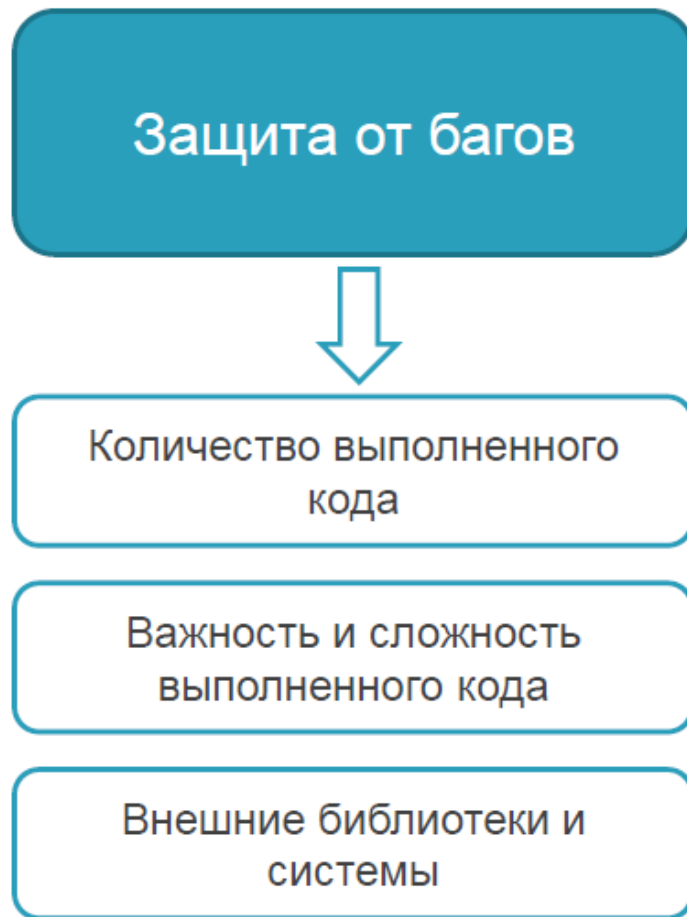 Защита от багов
Количество выполненного
кода
Важность и сложность
выполненного кода
Внешние библиотеки и
системы